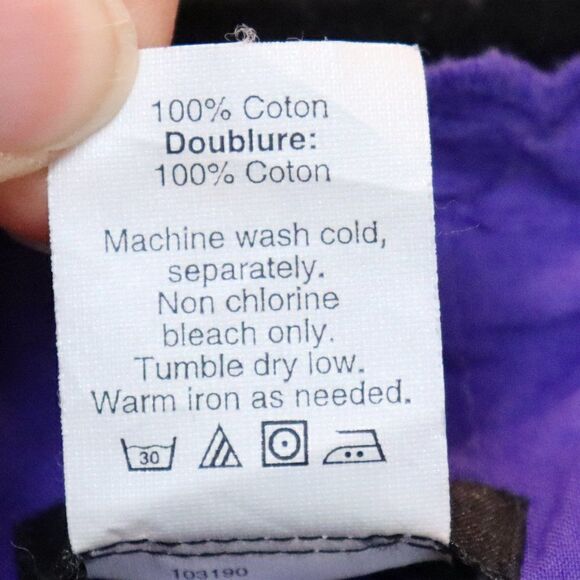 100% Coton
Doublure:
100% Coton
Machine wash cold,
separately.
Non chlorine
bleach only.
Tumble dry low.
Warm iron as needed.
30
103190